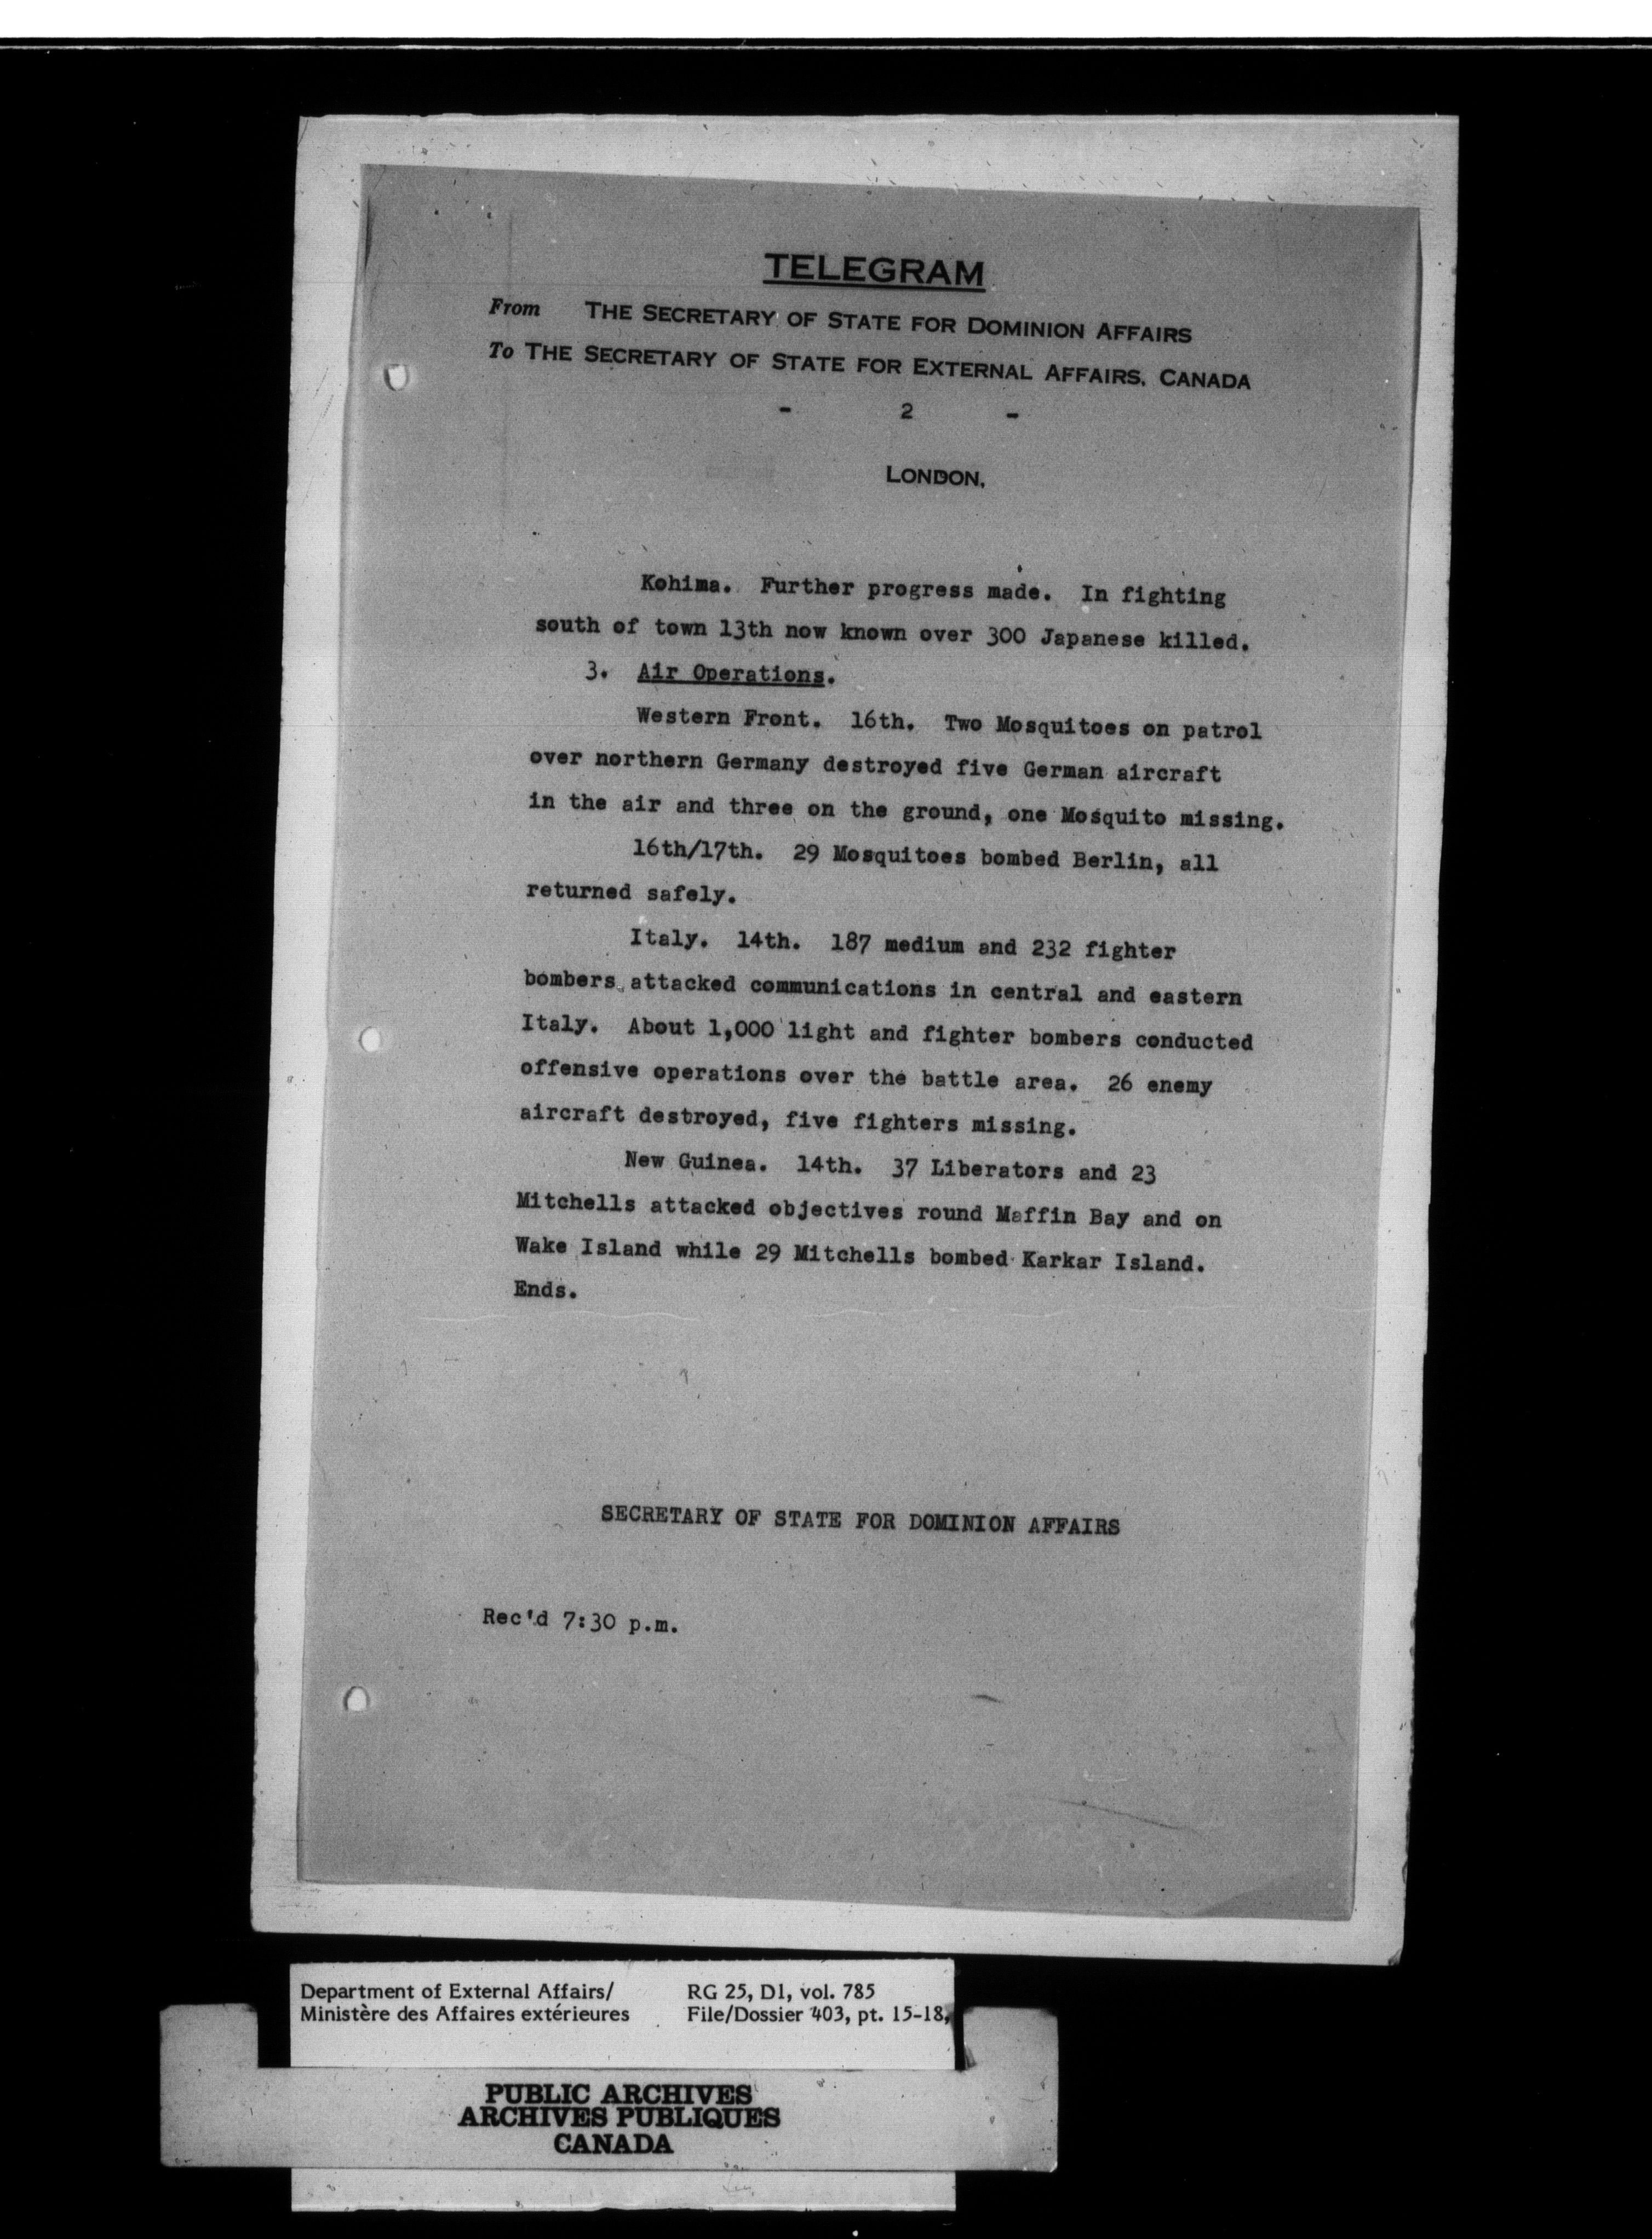 TELEGRAM
From THE SECRETARY OF STATE FOR DOMINION AFFAIRS
To THE SECRETARY OF STATE FOR EXTERNAL AFFAIRS, CANADA
- 2 -
LONDON,
Kohima. Further progress made. In fighting
south of town 13th now known over 300 Japanese killed.
3. Air Operations.
Western Front. 16th. Two Mosquitoes on patrol
over northern Germany destroyed five German aircraft
in the air and three on the ground, one Mosquito missing.
16th/17th. 29 Mosquitoes bombed Berlin, all
returned safely.
Italy. 14th. 187 medium and 232 fighter
bombers attacked communications in central and eastern
Italy. About 1,000 light and fighter bombers conducted
offensive operations over the battle area. 26 enemy
aircraft destroyed, five fighters missing.
New Guinea. 14th. 37 Liberators and 23
Mitchells attacked objectives round Maffin Bay and on
Wake Island while 29 Mitchells bombed Karkar Island.
Ends.
SECRETARY OF STATE FOR DOMINION AFFAIRS
Rec'd 7:30 p.m.
Department of External Affairs/ RG 25, D1, vol. 785
Ministère des Affaires extérieures File/Dossier 403, pt. 15-18,
PUBLIC ARCHIVES
ARCHIVES PUBLIQUES
CANADA